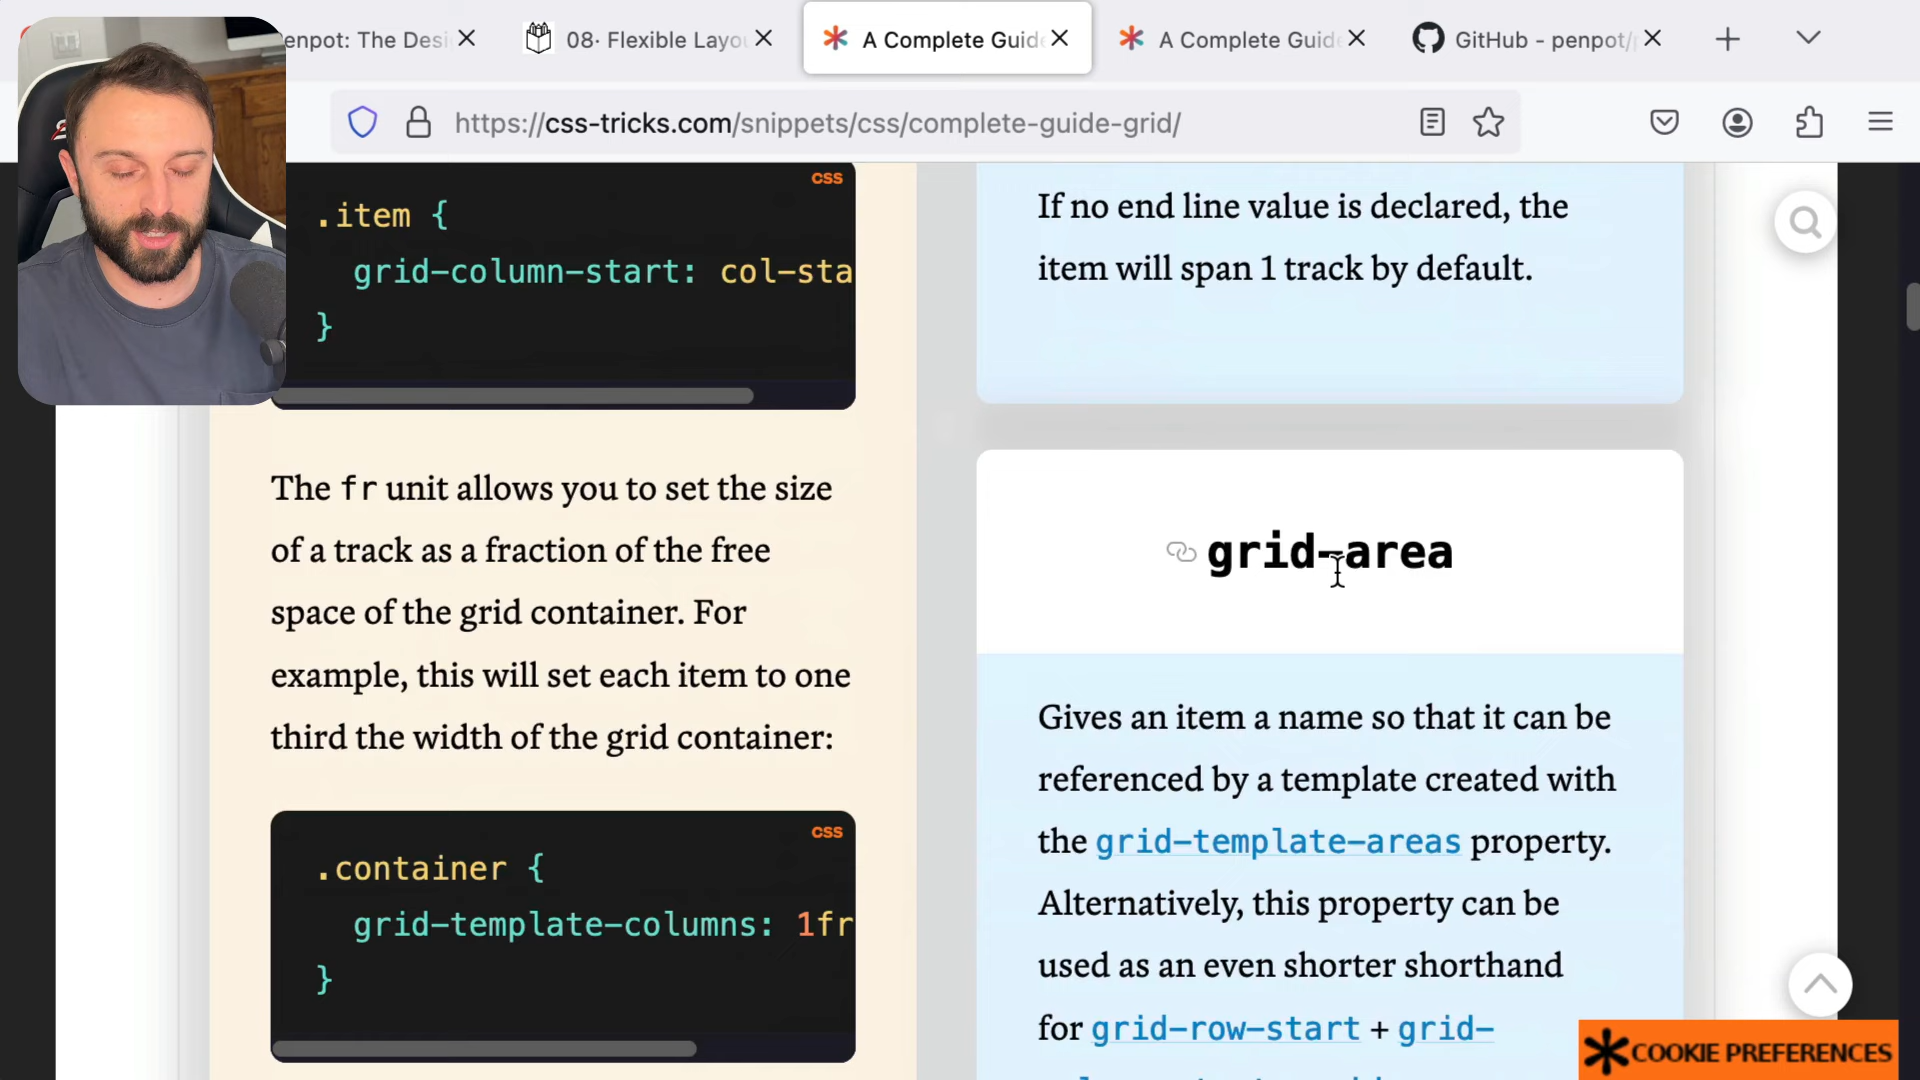 enpot: The Desi
08· Flexible Layou
A Complete Guid
A Complete Guid
GitHub - penpot/
https://css-tricks.com/snippets/css/complete-guide-grid/
CSS
.item {
grid-column-start: col-sta
}
The fr unit allows you to set the size
of a track as a fraction of the free
space of the grid container. For
example, this will set each item to one
third the width of the grid container:
CSS
.container {
grid-template-columns: 1fr
}
If no end line value is declared, the
item will span 1 track by default.
grid-area
Gives an item a name so that it can be
referenced by a template created with
the grid-template-areas property.
Alternatively, this property can be
used as an even shorter shorthand
for grid-row-start + grid-
COOKIE PREFERENCES